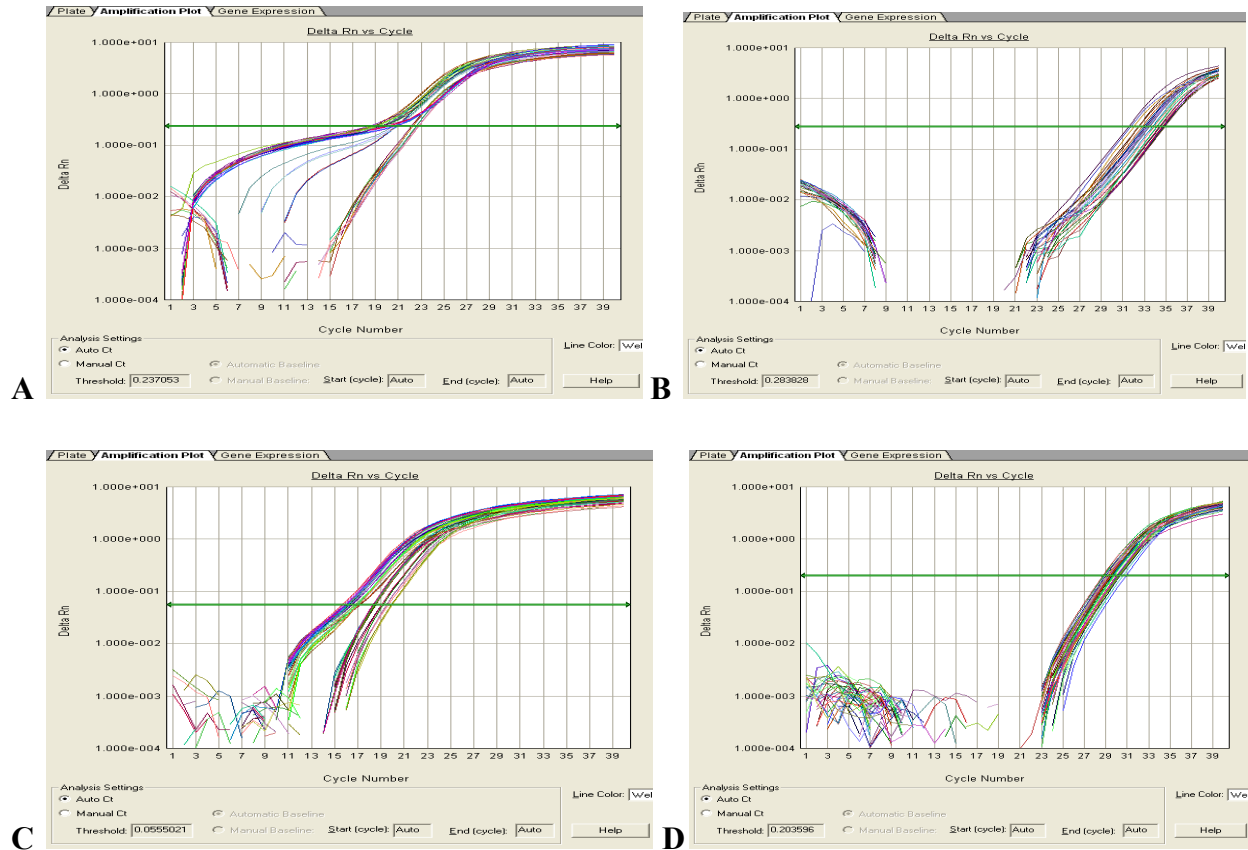 Plate Amplification Plot Gene Expression
Delta Rn vs Cycle
1.000e+001
1.000e+000
1.000e-001
1.000e-002
1.000e-003
1.000e-004
Delta Rn
1 3 5 7 9 11 13 15 17 19 21 23 25 27 29 31 33 35 37 39
Cycle Number
Analysis Settings
Auto Ct
Manual Ct
Automatic Baseline
Manual Baseline:
Threshold: 0.237053
Start (cycle): Auto
End (cycle): Auto
Line Color: Wel
Help
A
Plate Amplification Plot Gene Expression
Delta Rn vs Cycle
1.000e+001
1.000e+000
1.000e-001
1.000e-002
1.000e-003
1.000e-004
Delta Rn
1 3 5 7 9 11 13 15 17 19 21 23 25 27 29 31 33 35 37 39
Cycle Number
Analysis Settings
Auto Ct
Manual Ct
Automatic Baseline
Manual Baseline:
Threshold: 0.283828
Start (cycle): Auto
End (cycle): Auto
Line Color: Wel
Help
B
Plate Amplification Plot Gene Expression
Delta Rn vs Cycle
1.000e+001
1.000e+000
1.000e-001
1.000e-002
1.000e-003
1.000e-004
Delta Rn
1 3 5 7 9 11 13 15 17 19 21 23 25 27 29 31 33 35 37 39
Cycle Number
Analysis Settings
Auto Ct
Manual Ct
Automatic Baseline
Manual Baseline:
Threshold: 0.0555021
Start (cycle): Auto
End (cycle): Auto
Line Color: Wel
Help
C
Plate Amplification Plot Gene Expression
Delta Rn vs Cycle
1.000e+001
1.000e+000
1.000e-001
1.000e-002
1.000e-003
1.000e-004
Delta Rn
1 3 5 7 9 11 13 15 17 19 21 23 25 27 29 31 33 35 37 39
Cycle Number
Analysis Settings
Auto Ct
Manual Ct
Automatic Baseline
Manual Baseline:
Threshold: 0.203596
Start (cycle): Auto
End (cycle): Auto
Line Color: Wel
Help
D